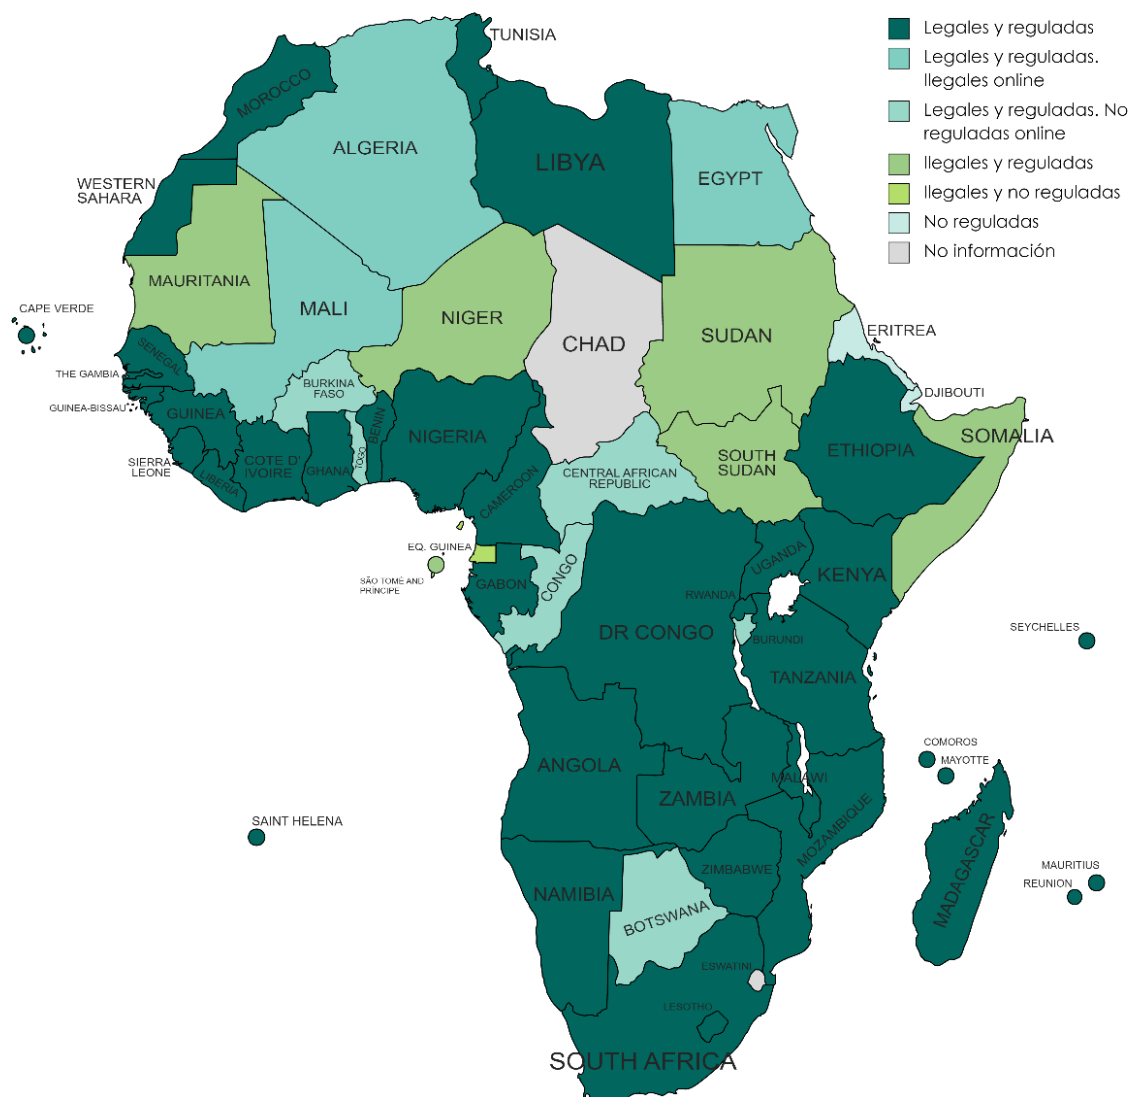 Legales y reguladas
Legales y reguladas.
Ilegales online
Legales y reguladas. No
reguladas online
Ilegales y reguladas
Ilegales y no reguladas
No reguladas
No información
TUNISIA
MOROCCO
ALGERIA
LIBYA
EGYPT
WESTERN
SAHARA
MAURITANIA
MALI
NIGER
CHAD
SUDAN
ERITREA
CAPE VERDE
SENEGAL
THE GAMBIA
GUINEA-BISSAU
GUINEA
BURKINA
FASO
DJIBOUTI
SIERRA
LEONE
LIBERIA
COTE D'
IVOIRE
GHANA
TOGO
BENIN
NIGERIA
CAMEROON
CENTRAL AFRICAN
REPUBLIC
SOUTH
SUDAN
ETHIOPIA
SOMALIA
EQ. GUINEA
SÃO TOMÉ AND
PRÍNCIPE
GABON
CONGO
DR CONGO
UGANDA
KENYA
RWANDA
BURUNDI
TANZANIA
SEYCHELLES
COMOROS
MAYOTTE
ANGOLA
ZAMBIA
MALAWI
MOZAMBIQUE
SAINT HELENA
MADAGASCAR
MAURITIUS
REUNION
NAMIBIA
ZIMBABWE
BOTSWANA
ESWATINI
LESOTHO
SOUTH AFRICA